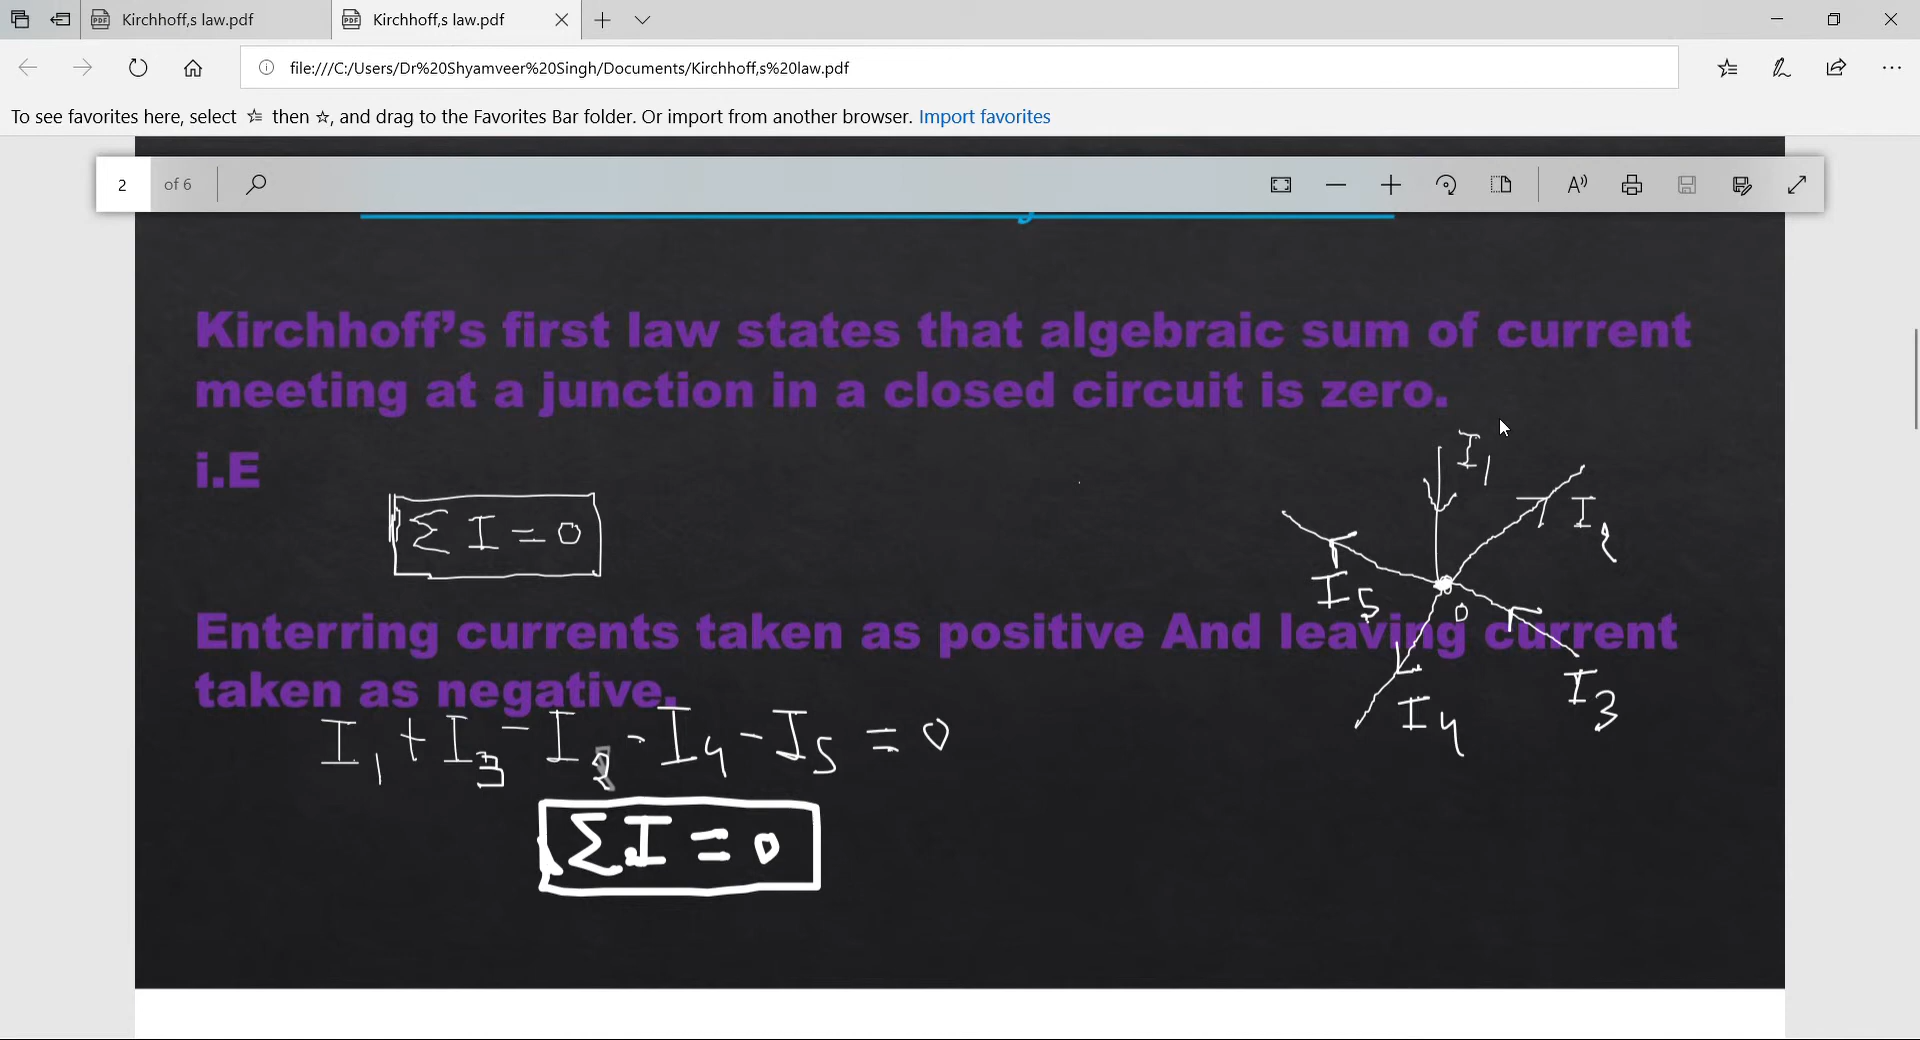 Kirchhoff,s law.pdf
Kirchhoff,s law.pdf
file:///C:/Users/Dr%20Shyamveer%20Singh/Documents/Kirchhoff,s%20law.pdf
To see favorites here, select ☆ then ☆, and drag to the Favorites Bar folder. Or import from another browser. Import favorites
2 of 6
Kirchhoff’s first law states that algebraic sum of current
meeting at a junction in a closed circuit is zero.
i.E
Σ I = 0
I1
I2
I5
0
Enterring currents taken as positive And leaving current
taken as negative.
I3
I4
I1 + I3 - I2 - I4 - I5 = 0
Σ I = 0